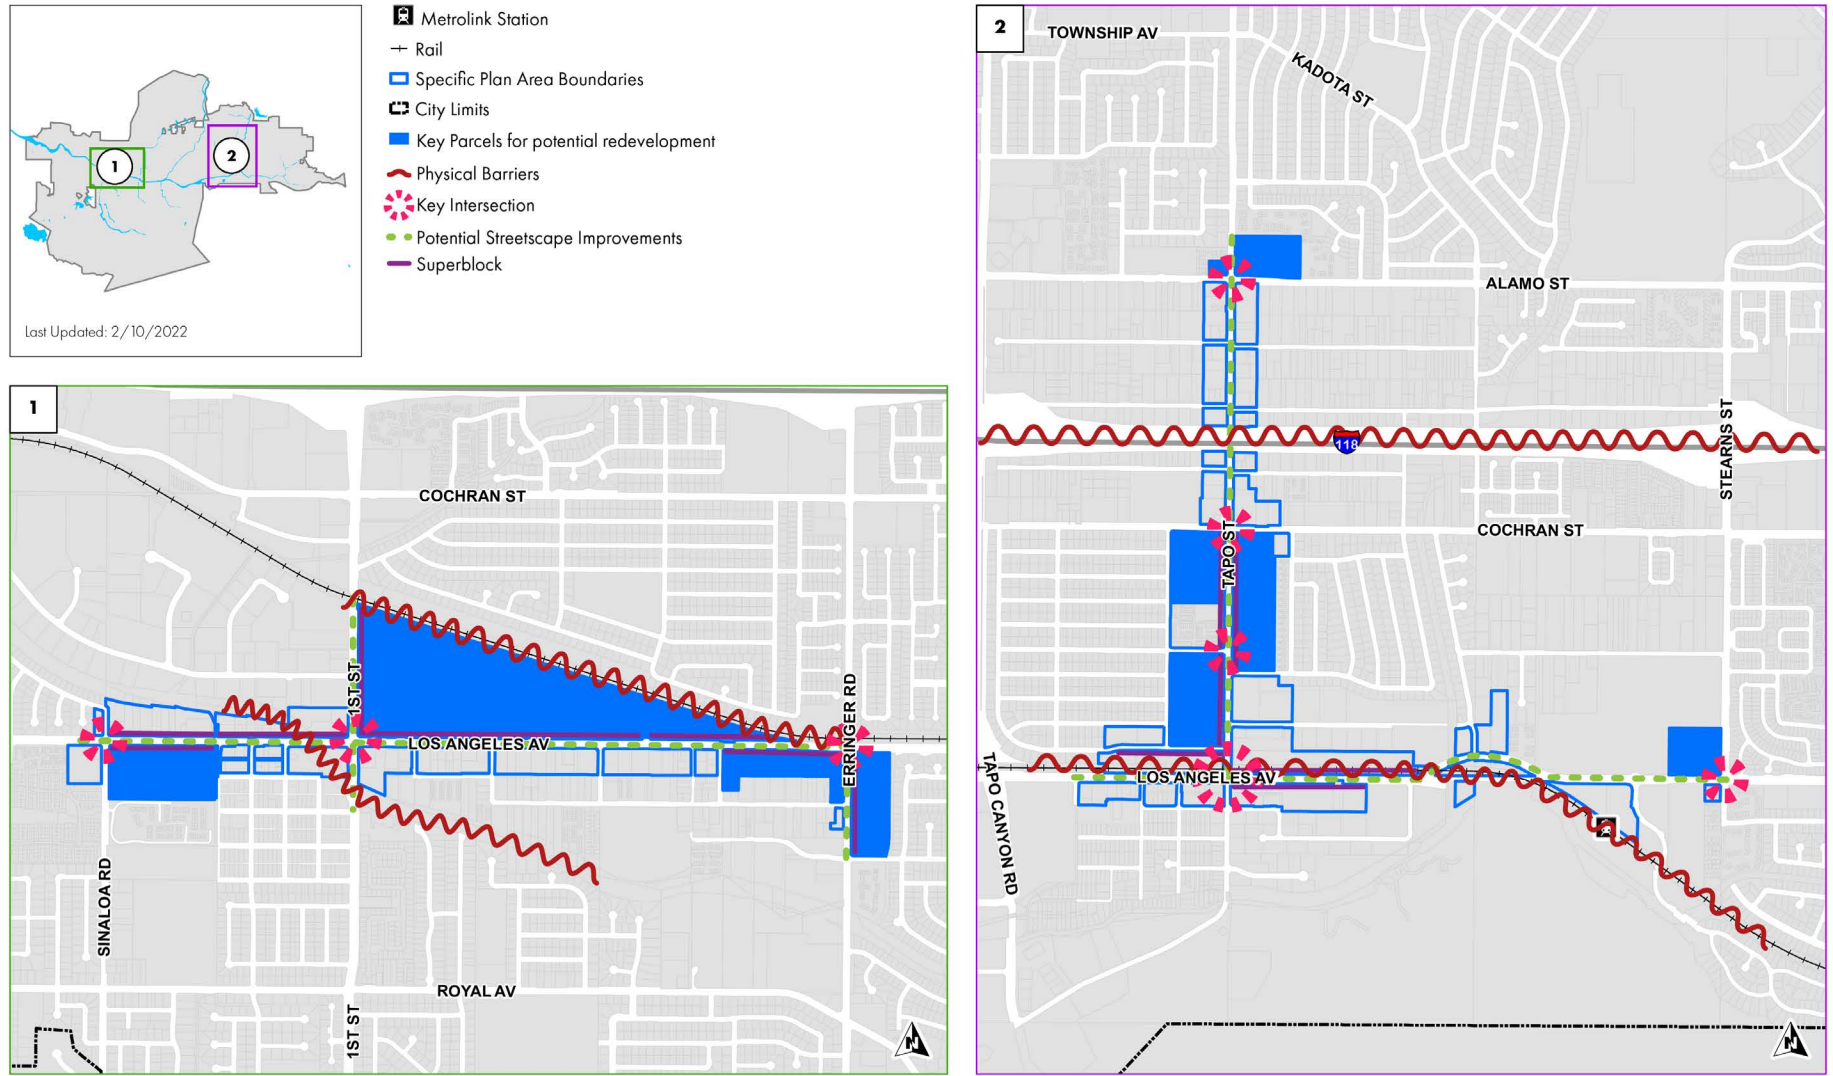 Metrolink Station
Rail
Specific Plan Area Boundaries
City Limits
Key Parcels for potential redevelopment
Physical Barriers
Key Intersection
Potential Streetscape Improvements
Superblock
1
2
Last Updated: 2/10/2022
1
COCHRAN ST
1ST ST
ERRINGER RD
LOS ANGELES AV
SINALOA RD
ROYAL AV
1ST ST
N
2
TOWNSHIP AV
KADOTA ST
ALAMO ST
118
STEARNS ST
COCHRAN ST
TAPO ST
TAPO CANYON RD
LOS ANGELES AV
N